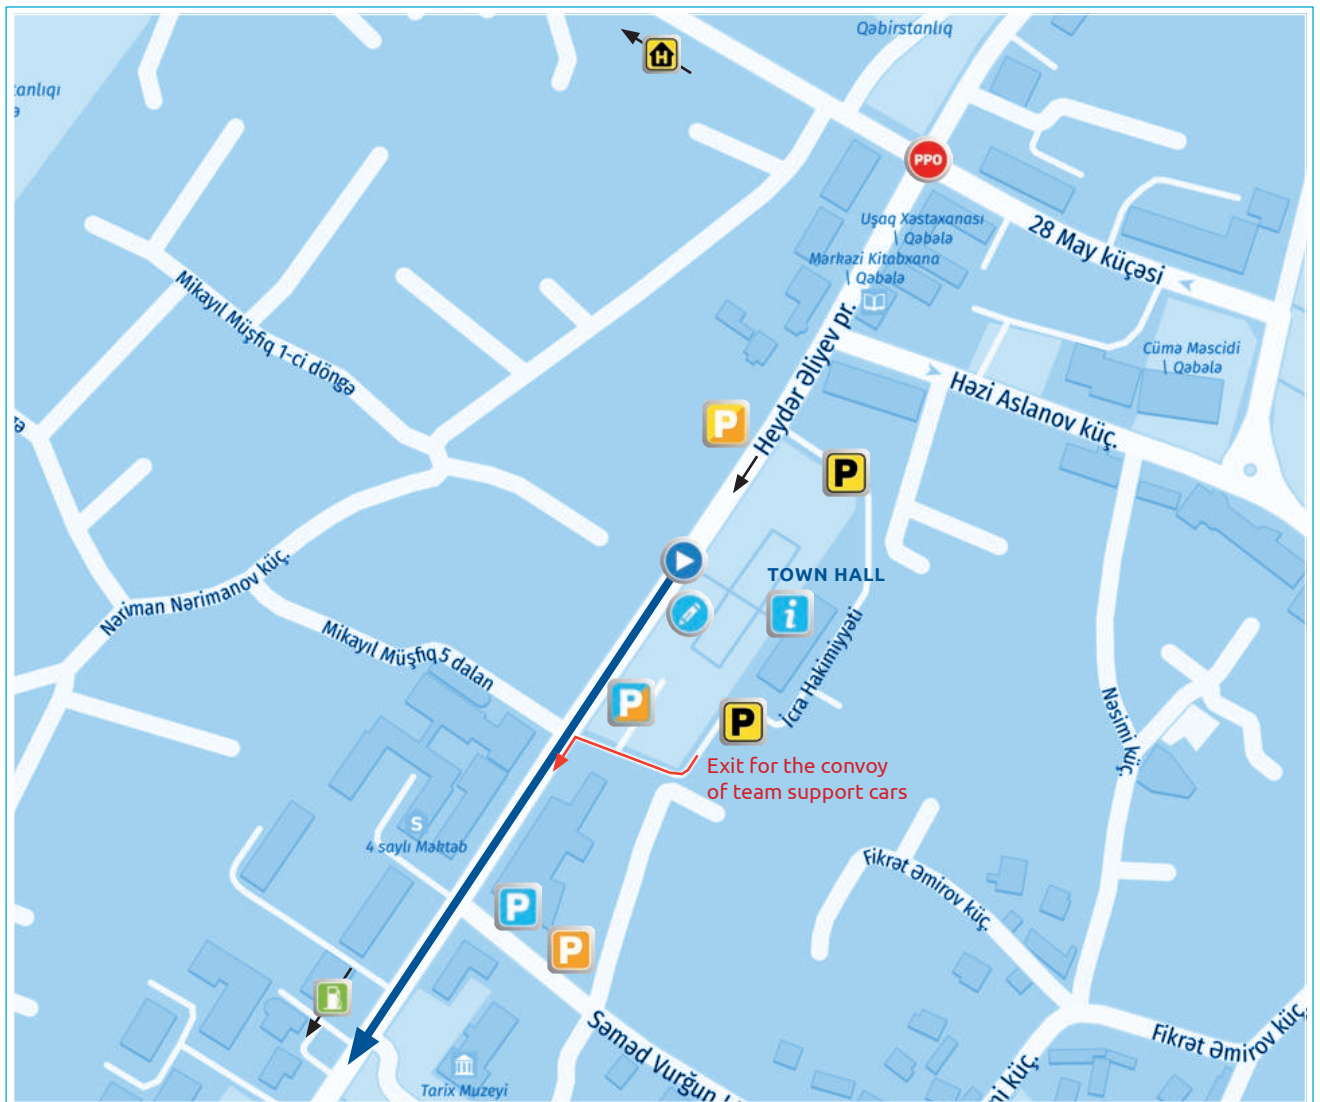 Qəbirstanlıq
H
PPO
Uşaq Xəstəxanası
\ Qəbələ
Mərkəzi Kitabxana
\ Qəbələ
28 May küçəsi
Cümə Məscidi
\ Qəbələ
Həzi Aslanov küç.
Heydər Əliyev pr.
Mikayıl Müşfiq 1-ci döngə
P
P
TOWN HALL
i
İcra Hakimiyyəti
Nəriman Nərimanov küç.
Mikayıl Müşfiq 5 dalan
P
P
Exit for the convoy
of team support cars
Nəsimi küç.
S
4 saylı Məktəb
Fikrət Əmirov küç.
P
P
Səməd Vurğun
Fikrət Əmirov küç.
Tarix Muzeyi